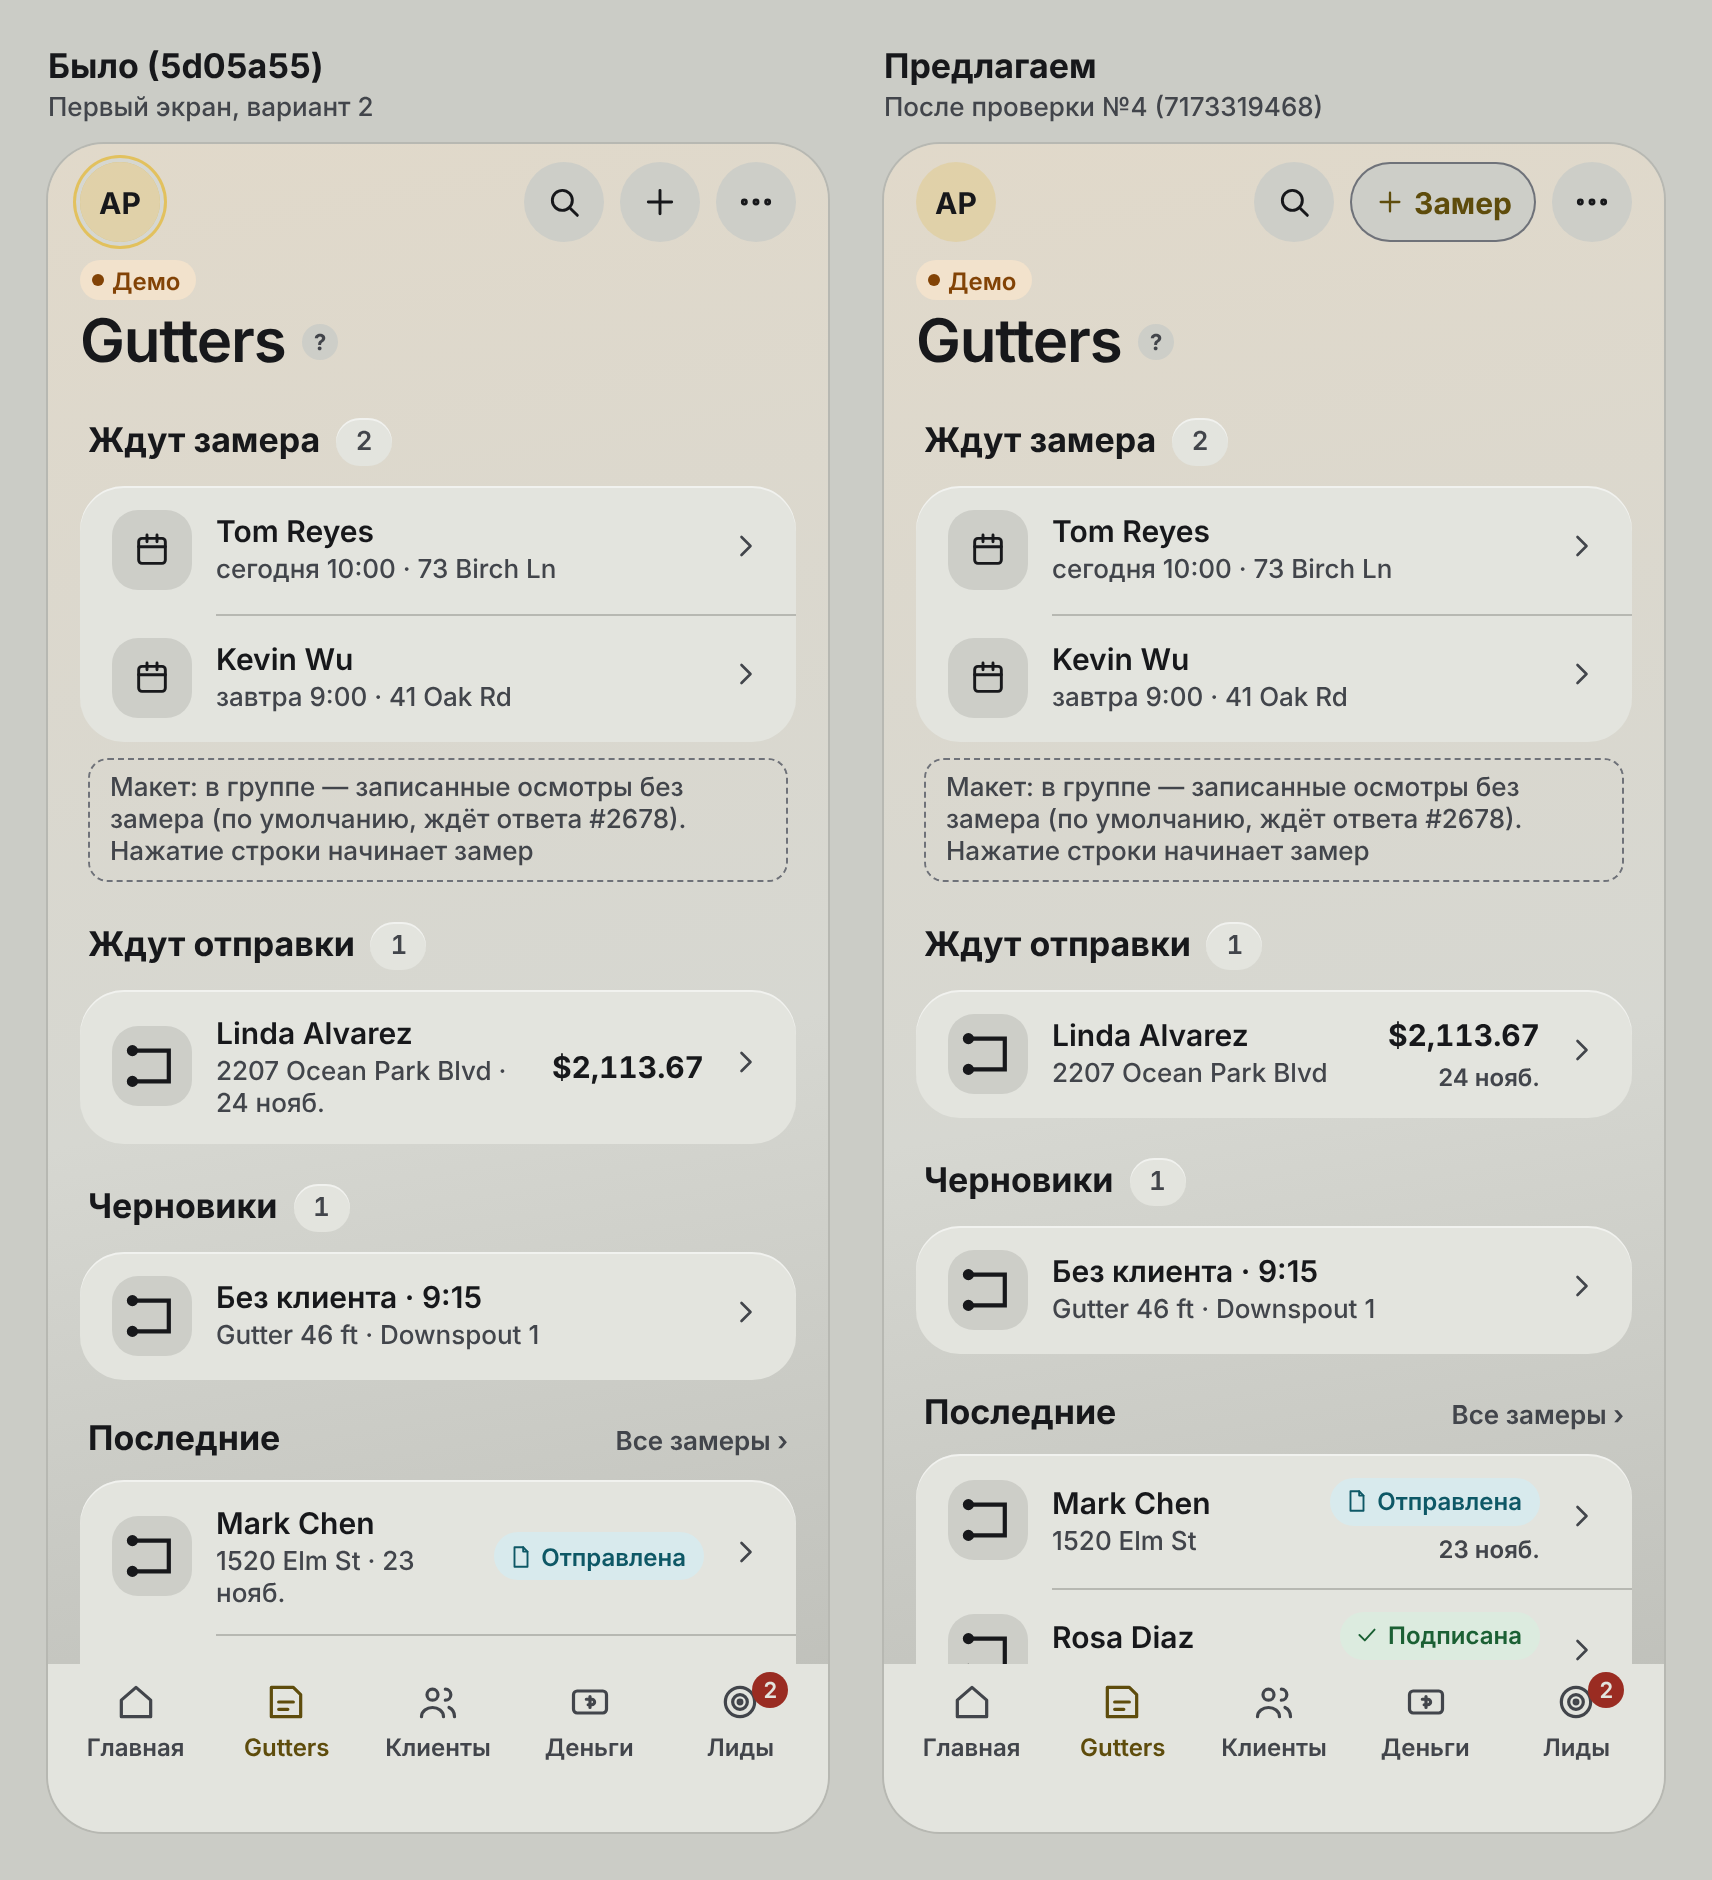 Было (5d05a55)
Первый экран, вариант 2
AP
Демо
Gutters ?
Ждут замера 2
Tom Reyes
сегодня 10:00 · 73 Birch Ln
Kevin Wu
завтра 9:00 · 41 Oak Rd
Макет: в группе — записанные осмотры без
замера (по умолчанию, ждёт ответа #2678).
Нажатие строки начинает замер
Ждут отправки 1
Linda Alvarez
2207 Ocean Park Blvd ·
24 нояб.
$2,113.67
Черновики 1
Без клиента · 9:15
Gutter 46 ft · Downspout 1
Последние
Все замеры ›
Mark Chen
1520 Elm St · 23
нояб.
Отправлена
Главная
Gutters
Клиенты
Деньги
Лиды
2
Предлагаем
После проверки №4 (7173319468)
AP
+ Замер
Демо
Gutters ?
Ждут замера 2
Tom Reyes
сегодня 10:00 · 73 Birch Ln
Kevin Wu
завтра 9:00 · 41 Oak Rd
Макет: в группе — записанные осмотры без
замера (по умолчанию, ждёт ответа #2678).
Нажатие строки начинает замер
Ждут отправки 1
Linda Alvarez
2207 Ocean Park Blvd
$2,113.67
24 нояб.
Черновики 1
Без клиента · 9:15
Gutter 46 ft · Downspout 1
Последние
Все замеры ›
Mark Chen
1520 Elm St
Отправлена
23 нояб.
Rosa Diaz
Подписана
Главная
Gutters
Клиенты
Деньги
Лиды
2